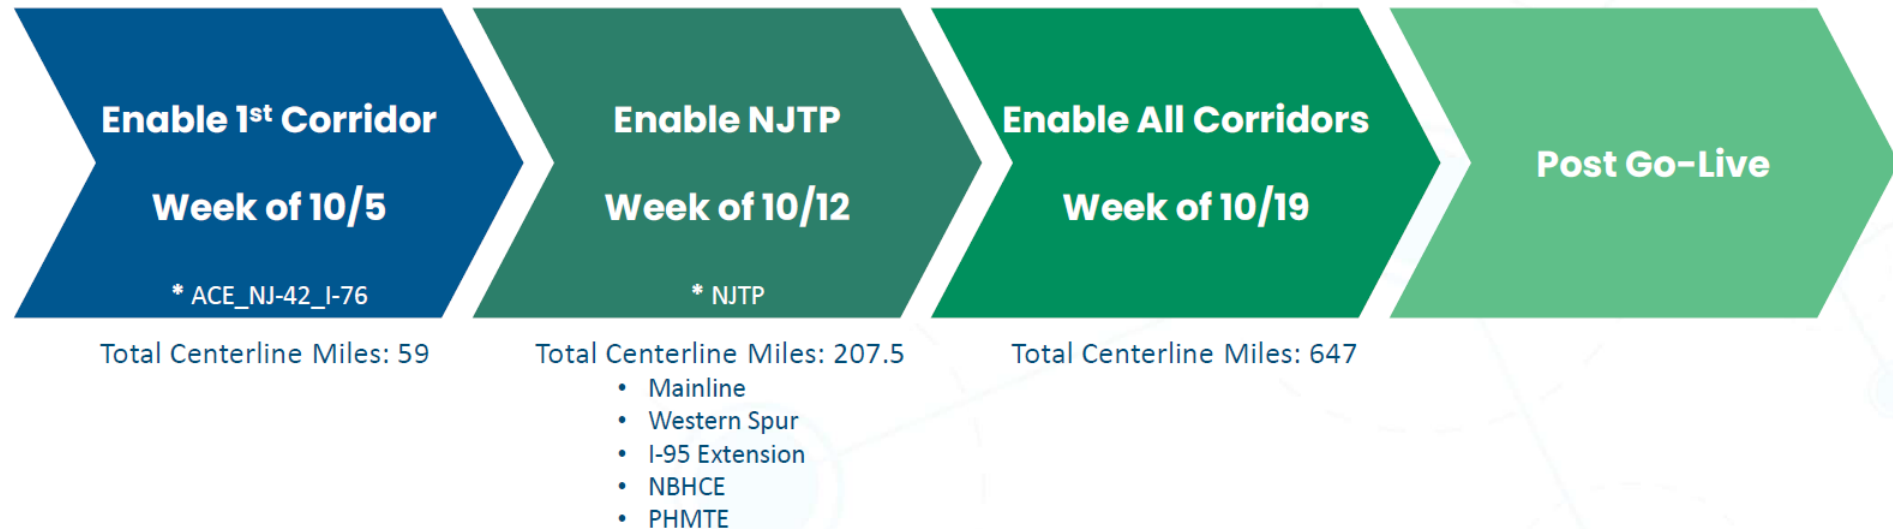 Enable 1st Corridor
Week of 10/5
* ACE_NJ-42_I-76
Total Centerline Miles: 59
Enable NJTP
Week of 10/12
* NJTP
Total Centerline Miles: 207.5
• Mainline
• Western Spur
• I-95 Extension
• NBHCE
• PHMTE
Enable All Corridors
Week of 10/19
Total Centerline Miles: 647
Post Go-Live